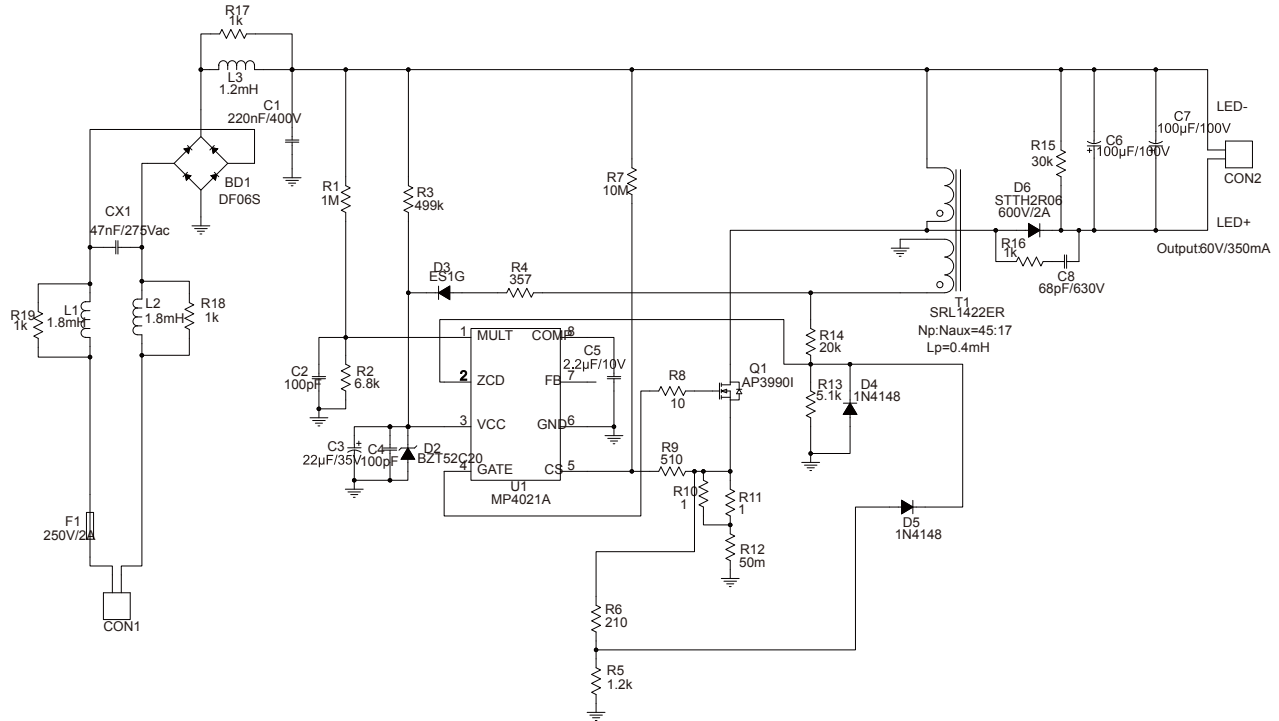 R17
1k
L3
1.2mH
C1
220nF/400V
BD1
DF06S
CX1
47nF/275Vac
R19
1k
L1
1.8mH
L2
1.8mH
R18
1k
F1
250V/2A
CON1
R1
1M
R3
499k
R7
10M
D3
ES1G
R4
357
C2
100pF
R2
6.8k
C3
22µF/35V
C4
100pF
D2
BZT52C20
1 MULT
COMP 8
2 ZCD
FB 7
3 VCC
GND 6
4 GATE
CS 5
U1
MP4021A
C5
2.2µF/10V
R8
10
Q1
AP3990I
R9
510
R10
1
R11
1
R12
50m
R6
210
R5
1.2k
R14
20k
R13
5.1k
D4
1N4148
D5
1N4148
T1
SRL1422ER
Np:Naux=45:17
Lp=0.4mH
D6
STTH2R06
600V/2A
R16
1k
C8
68pF/630V
R15
30k
C6
+ 100µF/100V
C7
100µF/100V
+
LED-
CON2
LED+
Output:60V/350mA